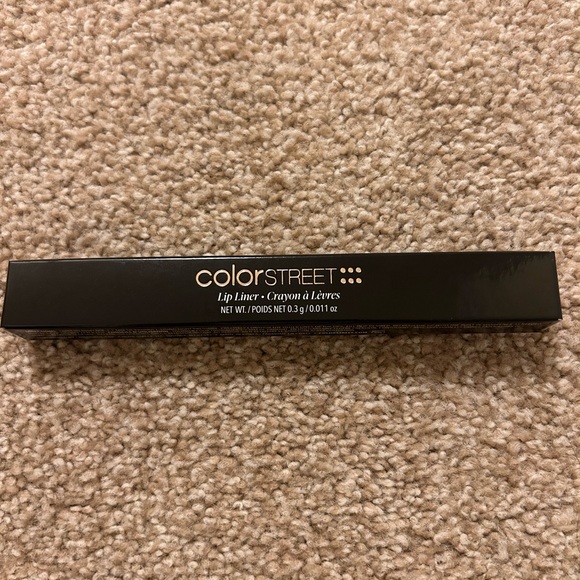 colorSTREET
Lip Liner • Crayon à Lèvres
NET WT. / POIDS NET 0.3 g / 0.011 oz